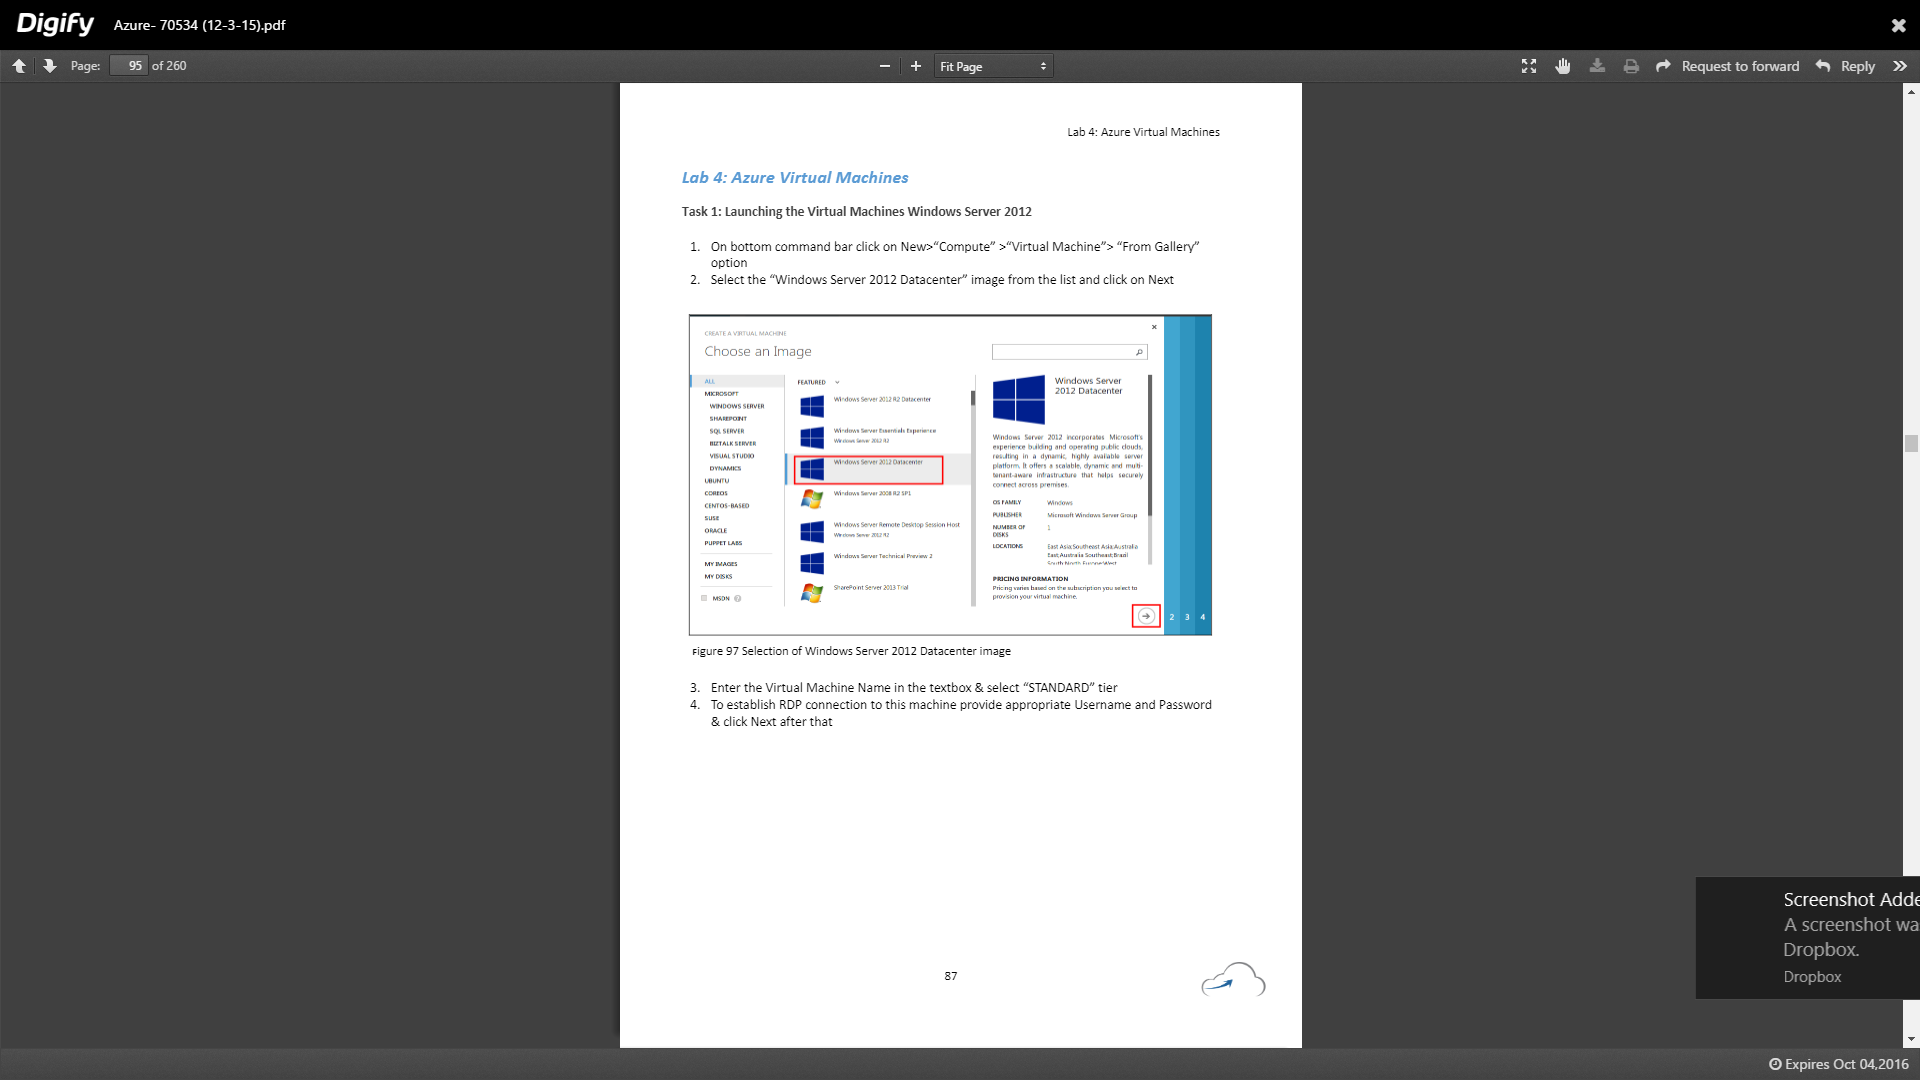 Digify Azure- 70534 (12-3-15).pdf
Page: 95 of 260
Fit Page
Request to forward Reply
Lab 4: Azure Virtual Machines
Lab 4: Azure Virtual Machines
Task 1: Launching the Virtual Machines Windows Server 2012
1. On bottom command bar click on New>“Compute” >“Virtual Machine”> “From Gallery”
option
2. Select the “Windows Server 2012 Datacenter” image from the list and click on Next
CREATE A VIRTUAL MACHINE
Choose an Image
ALL
MICROSOFT
WINDOWS SERVER
SHAREPOINT
SQL SERVER
BIZTALK SERVER
VISUAL STUDIO
DYNAMICS
UBUNTU
COREOS
CENTOS-BASED
SUSE
ORACLE
PUPPET LABS
MY IMAGES
MY DISKS
MSDN
FEATURED
Windows Server 2012 R2 Datacenter
Windows Server Essentials Experience
Windows Server 2012 R2
Windows Server 2012 Datacenter
Windows Server 2008 R2 SP1
Windows Server Remote Desktop Session Host
Windows Server 2012 R2
Windows Server Technical Preview 2
SharePoint Server 2013 Trial
Windows Server
2012 Datacenter
Windows Server 2012 incorporates Microsoft's
experience building and operating public clouds,
resulting in a dynamic, highly available server
platform. It offers a scalable, dynamic and multi-
tenant-aware infrastructure that helps securely
connect across premises.
OS FAMILY Windows
PUBLISHER Microsoft Windows Server Group
NUMBER OF
DISKS 1
LOCATIONS East Asia;Southeast Asia;Australia
East;Australia Southeast;Brazil
South;North Europe;West
PRICING INFORMATION
Pricing varies based on the subscription you select to
provision your virtual machine.
2 3 4
Figure 97 Selection of Windows Server 2012 Datacenter image
3. Enter the Virtual Machine Name in the textbox & select “STANDARD” tier
4. To establish RDP connection to this machine provide appropriate Username and Password
& click Next after that
87
Screenshot Adde
A screenshot was
Dropbox.
Dropbox
Expires Oct 04,2016